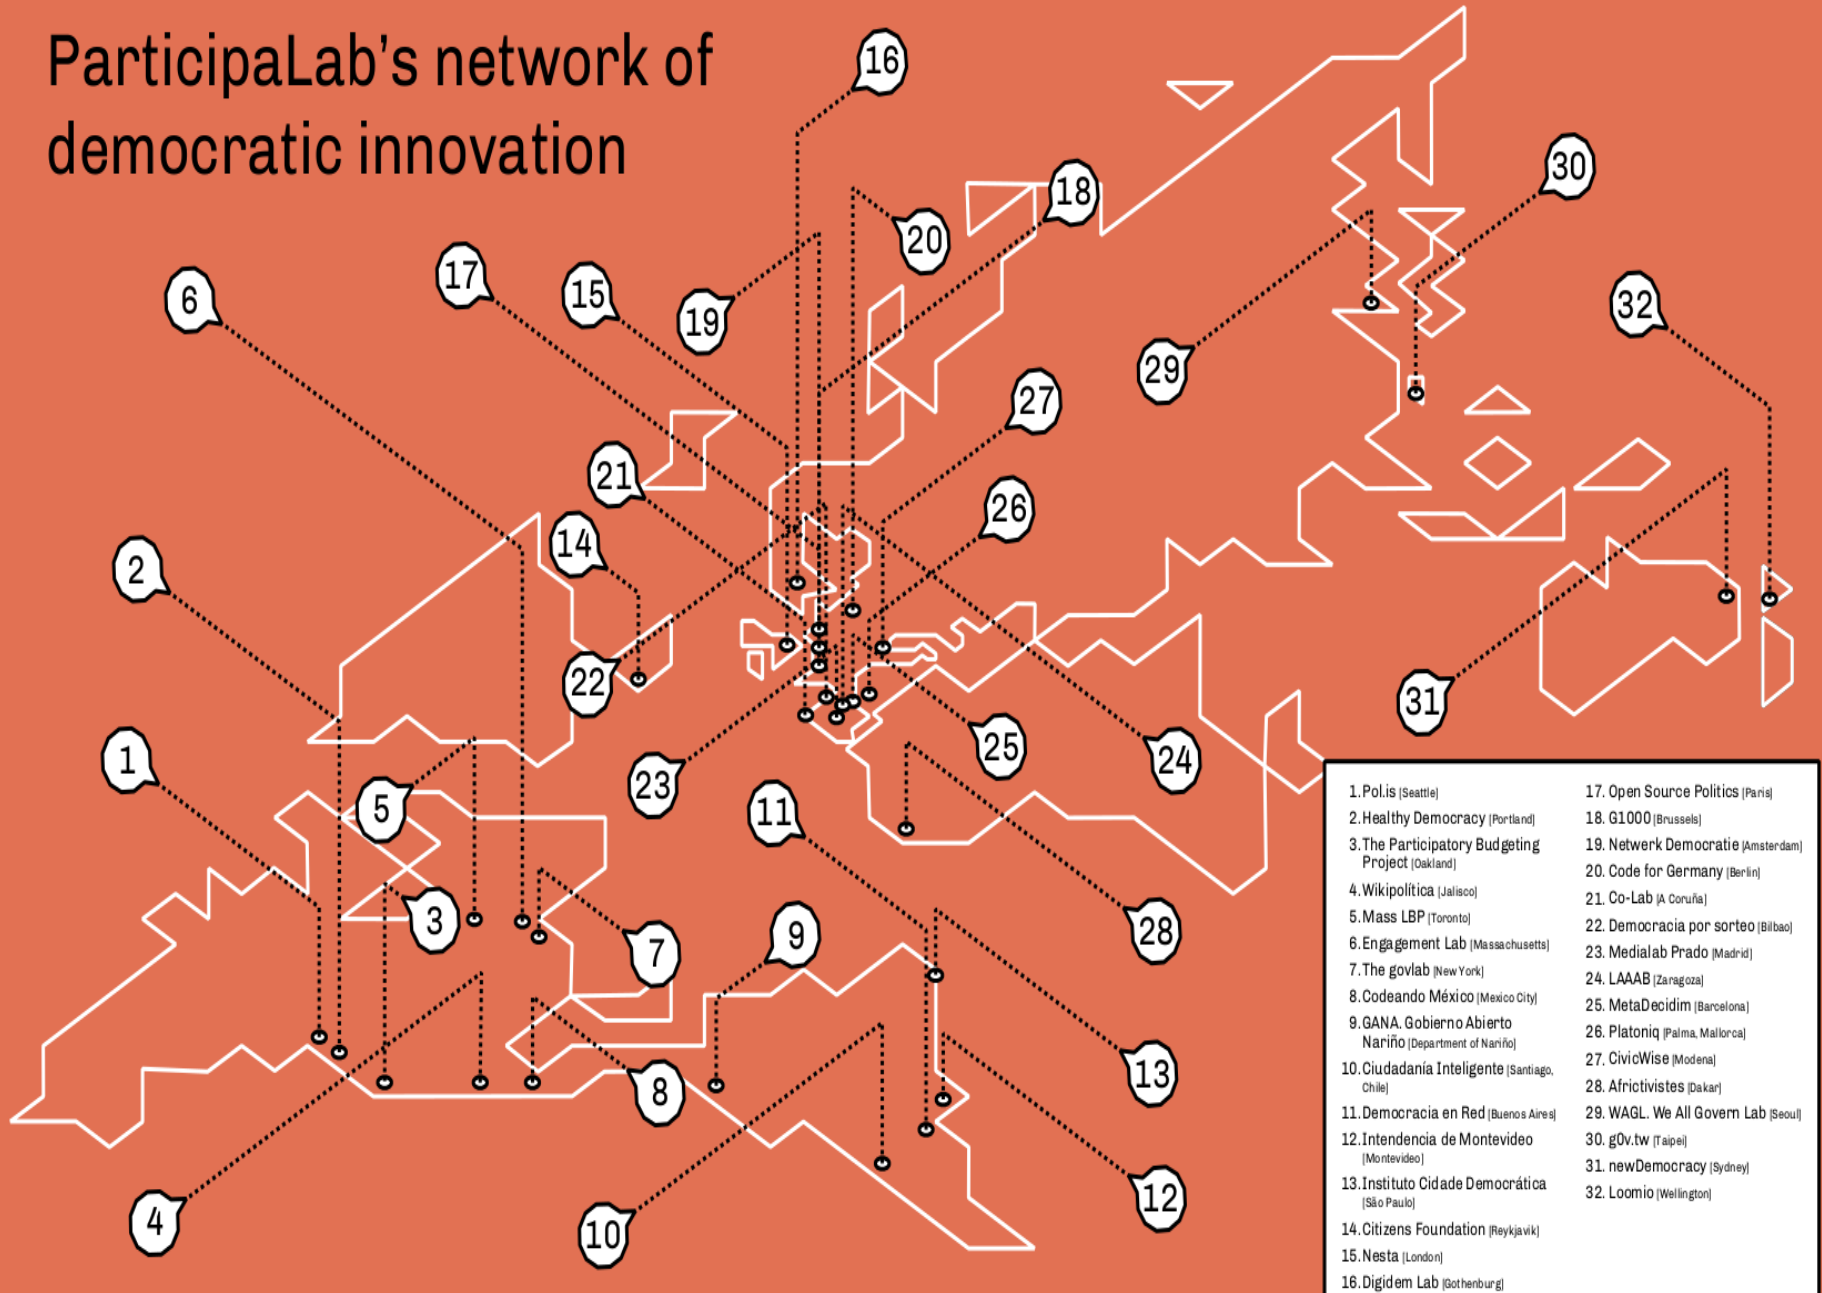 ParticipaLab's network of
democratic innovation
16
18
30
20
17
15
6
19
32
29
27
21
26
14
2
22
31
25
24
1
23
5
11
3
9
28
7
13
8
12
4
10
1. Pol.is [Seattle]
2. Healthy Democracy [Portland]
3. The Participatory Budgeting
Project [Oakland]
4. Wikipolítica [Jalisco]
5. Mass LBP [Toronto]
6. Engagement Lab [Massachusetts]
7. The govlab [New York]
8. Codeando México [Mexico City]
9. GANA. Gobierno Abierto
Nariño [Department of Nariño]
10. Ciudadanía Inteligente [Santiago,
Chile]
11. Democracia en Red [Buenos Aires]
12. Intendencia de Montevideo
[Montevideo]
13. Instituto Cidade Democrática
[São Paulo]
14. Citizens Foundation [Reykjavik]
15. Nesta [London]
16. Digidem Lab [Gothenburg]
17. Open Source Politics [Paris]
18. G1000 [Brussels]
19. Netwerk Democratie [Amsterdam]
20. Code for Germany [Berlin]
21. Co-Lab [A Coruña]
22. Democracia por sorteo [Bilbao]
23. Medialab Prado [Madrid]
24. LAAAB [Zaragoza]
25. MetaDecidim [Barcelona]
26. Platoniq [Palma, Mallorca]
27. CivicWise [Modena]
28. Africtivistes [Dakar]
29. WAGL. We All Govern Lab [Seoul]
30. g0v.tw [Taipei]
31. newDemocracy [Sydney]
32. Loomio [Wellington]